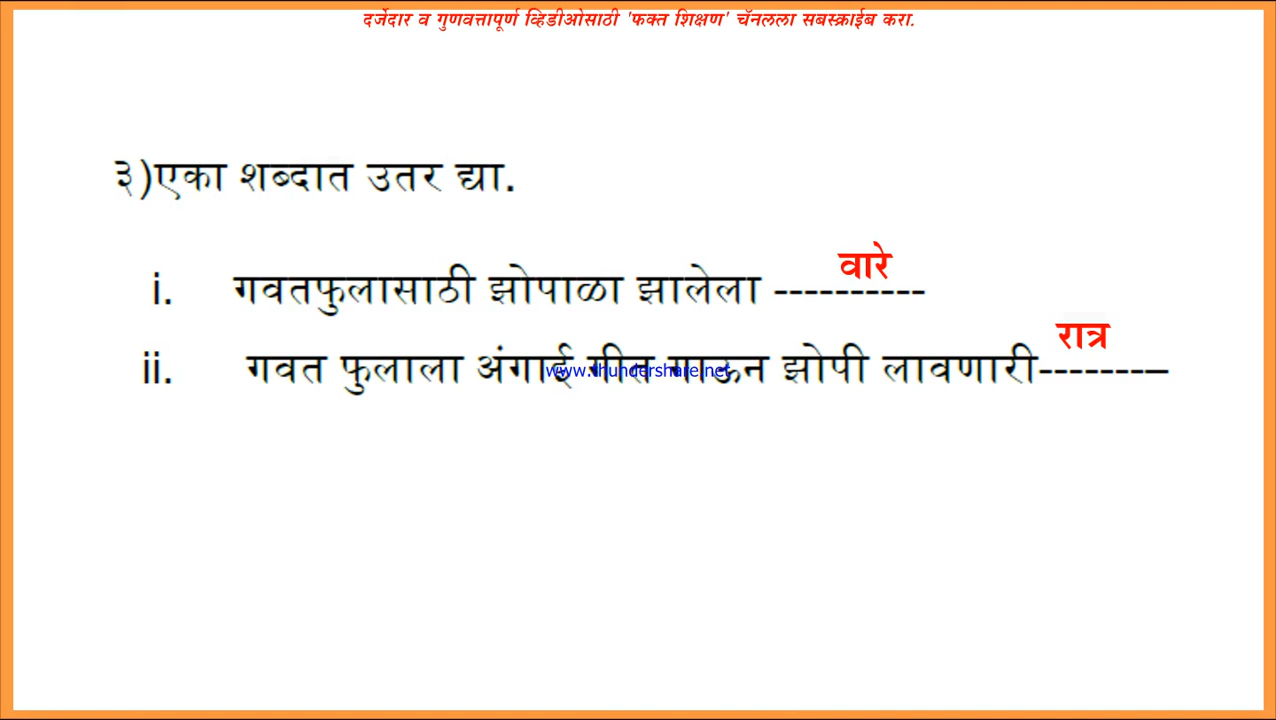 दर्जेदार व गुणवत्तापूर्ण व्हिडीओसाठी 'फक्त शिक्षण' चॅनलला सबस्क्राईब करा.
३)एका शब्दात उतर द्या.
i. गवतफुलासाठी झोपाळा झालेला ---------- वारे
ii. गवत फुलाला अंगाई गीत गाऊन झोपी लावणारी-------- रात्र
www.thundershare.net